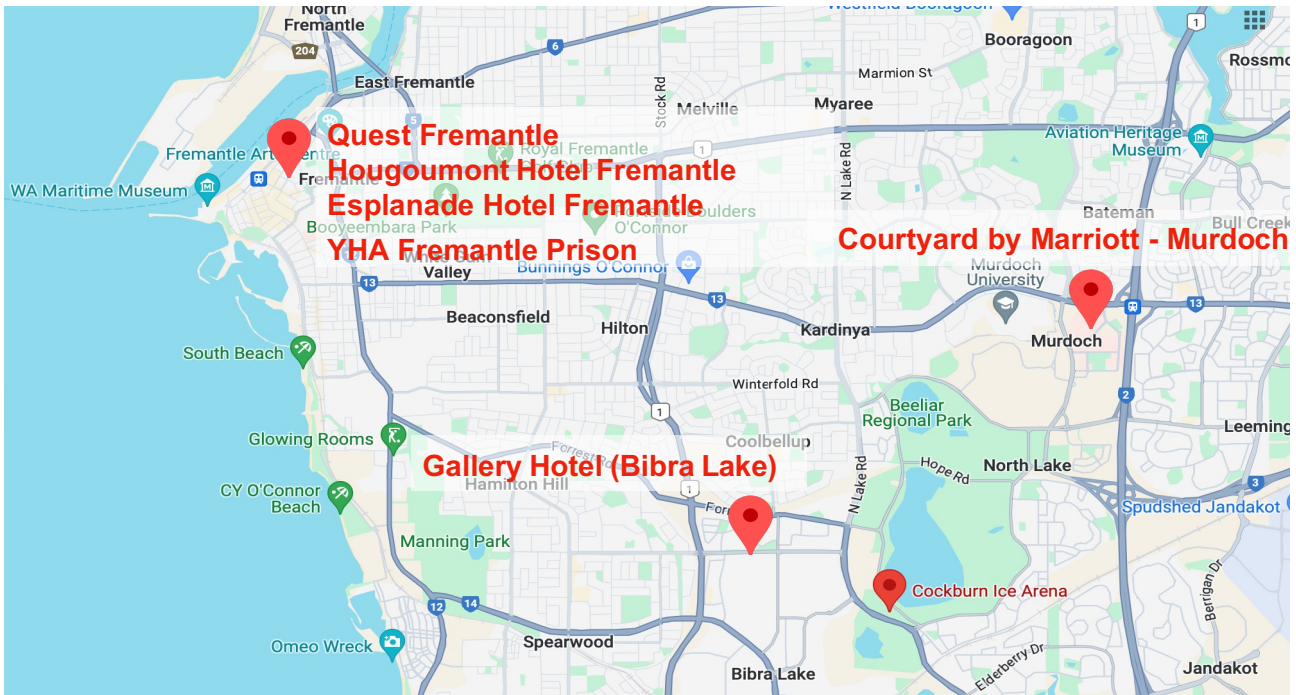 North
Fremantle
204
6
Booragoon
1
Rossmo
East Fremantle
Marmion St
Stock Rd
Melville
Myaree
5
1
Aviation Heritage
Museum
Quest Fremantle
Hougoumont Hotel Fremantle
Esplanade Hotel Fremantle
YHA Fremantle Prison
Fremantle
WA Maritime Museum
Royal Fremantle
Booyeembara Park
O'Connor
Valley
Bunnings O'Connor
N Lake Rd
Bateman
Bull Creek
Courtyard by Marriott - Murdoch
Murdoch
University
13
13
13
Beaconsfield
Hilton
Kardinya
Murdoch
South Beach
Winterfold Rd
1
2
Beeliar
Regional Park
Leeming
Glowing Rooms
Forrest Rd
Coolbellup
Gallery Hotel (Bibra Lake)
Hamilton Hill
1
N Lake Rd
Hope Rd
North Lake
3
CY O'Connor
Beach
Spudshed Jandakot
Manning Park
Cockburn Ice Arena
Berrigan Dr
12
14
Omeo Wreck
Spearwood
Bibra Lake
Elderberry Dr
Jandakot